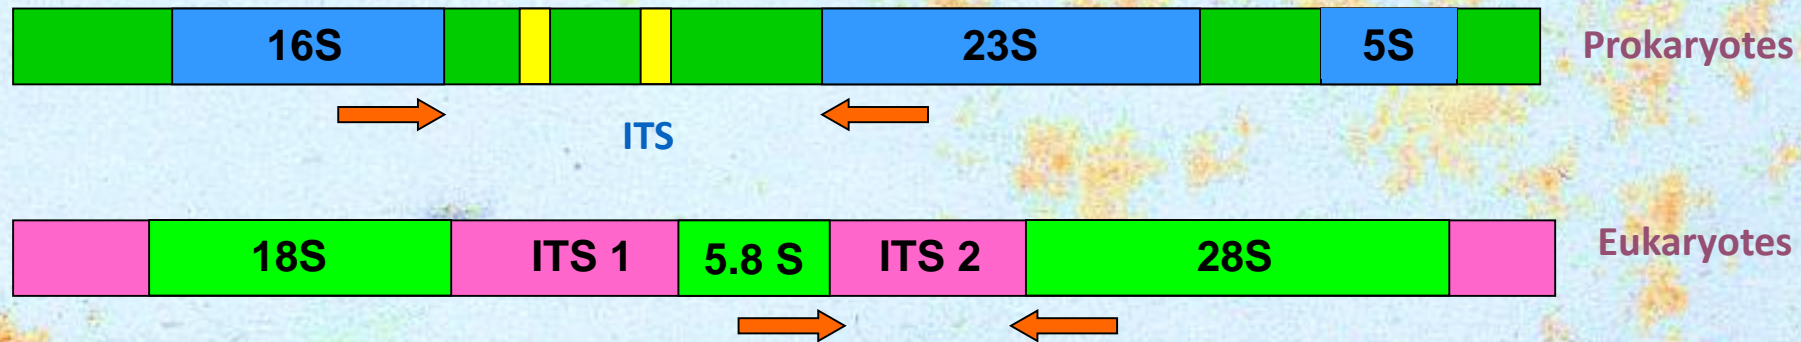 16S 23S 5S Prokaryotes
ITS
18S ITS 1 5.8 S ITS 2 28S Eukaryotes